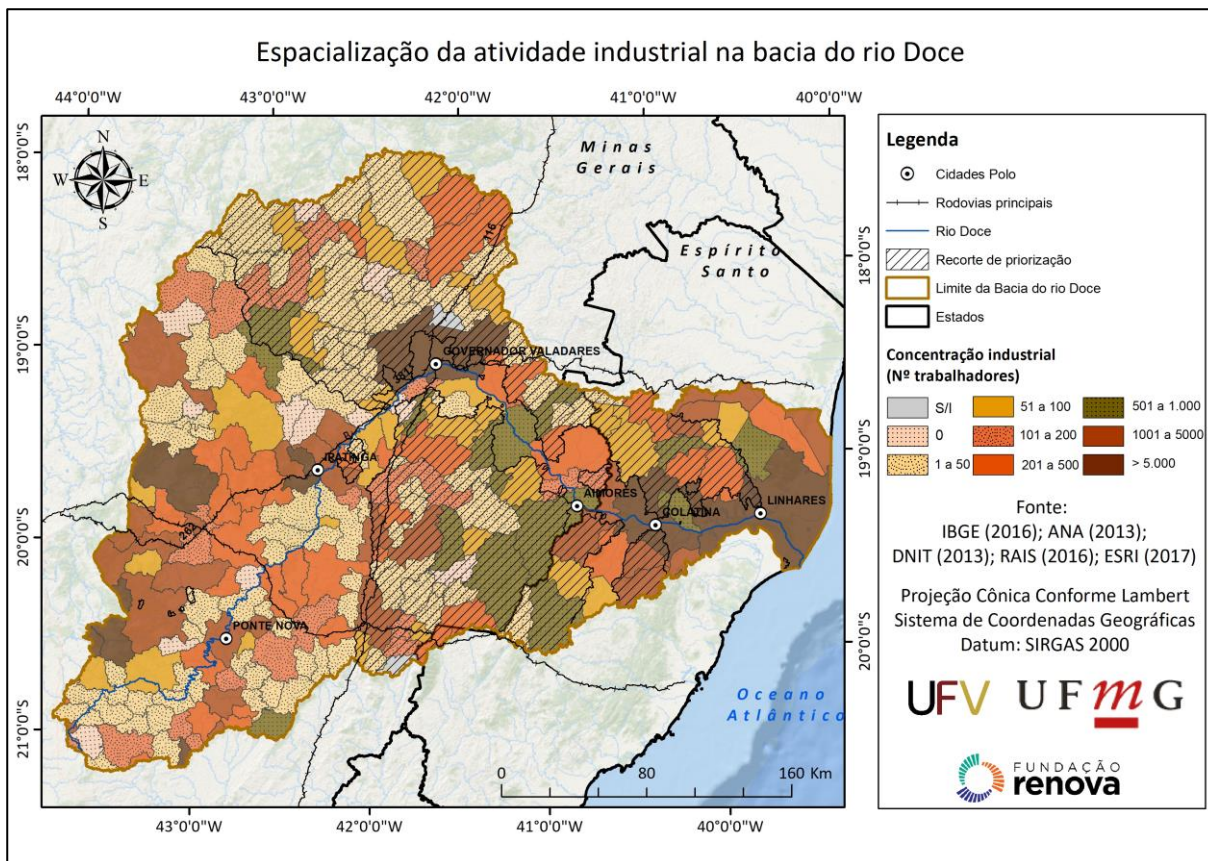 Espacialização da atividade industrial na bacia do rio Doce
44°0'0"W 43°0'0"W 42°0'0"W 41°0'0"W 40°0'0"W
18°0'0"S
19°0'0"S
20°0'0"S
21°0'0"S
N
W E
S
Minas
Gerais
Espírito
Santo
116
GOVERNADOR VALADARES
381
IPATINGA
AIMORÉS
COLATINA
LINHARES
262
PONTE NOVA
Oceano
Atlântico
0 80 160 Km
18°0'0"S
19°0'0"S
20°0'0"S
43°0'0"W 42°0'0"W 41°0'0"W 40°0'0"W
Legenda
Cidades Polo
Rodovias principais
Rio Doce
Recorte de priorização
Limite da Bacia do rio Doce
Estados
Concentração industrial
(Nº trabalhadores)
S/I 51 a 100 501 a 1.000
0 101 a 200 1001 a 5000
1 a 50 201 a 500 > 5.000
Fonte:
IBGE (2016); ANA (2013);
DNIT (2013); RAIS (2016); ESRI (2017)
Projeção Cônica Conforme Lambert
Sistema de Coordenadas Geográficas
Datum: SIRGAS 2000
UFV UFmG
FUNDAÇÃO
renova